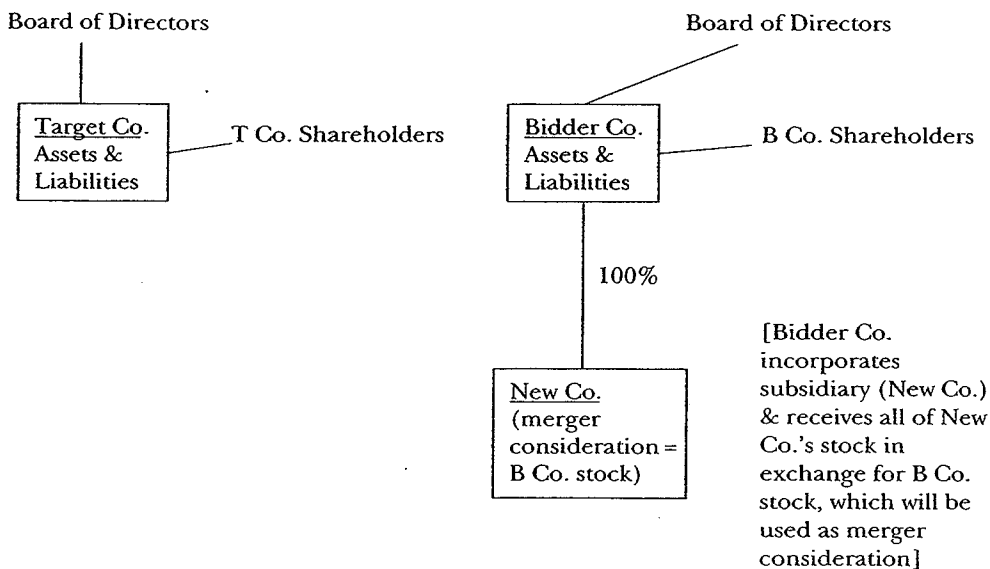 Board of Directors
Target Co.
Assets &
Liabilities
T Co. Shareholders
Board of Directors
Bidder Co.
Assets &
Liabilities
B Co. Shareholders
100%
New Co.
(merger
consideration =
B Co. stock)
[Bidder Co.
incorporates
subsidiary (New Co.)
& receives all of New
Co.'s stock in
exchange for B Co.
stock, which will be
used as merger
consideration]